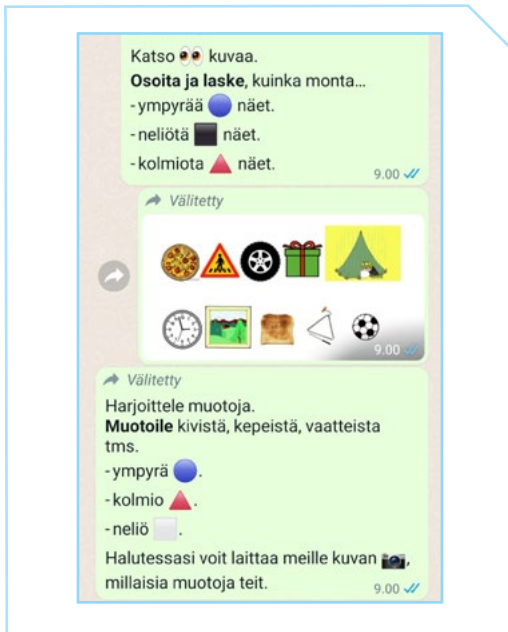 Katso 👀 kuvaa.
Osoita ja laske, kuinka monta…
- ympyrää 🔵 näet.
- neliötä ⬛ näet.
- kolmiota 🔺 näet.
9.00
Välitetty
9.00
Välitetty
Harjoittele muotoja.
Muotoile kivistä, kepeistä, vaatteista
tms.
- ympyrä 🔵.
- kolmio 🔺.
- neliö ⬜.
Halutessasi voit laittaa meille kuvan 📷,
millaisia muotoja teit.
9.00